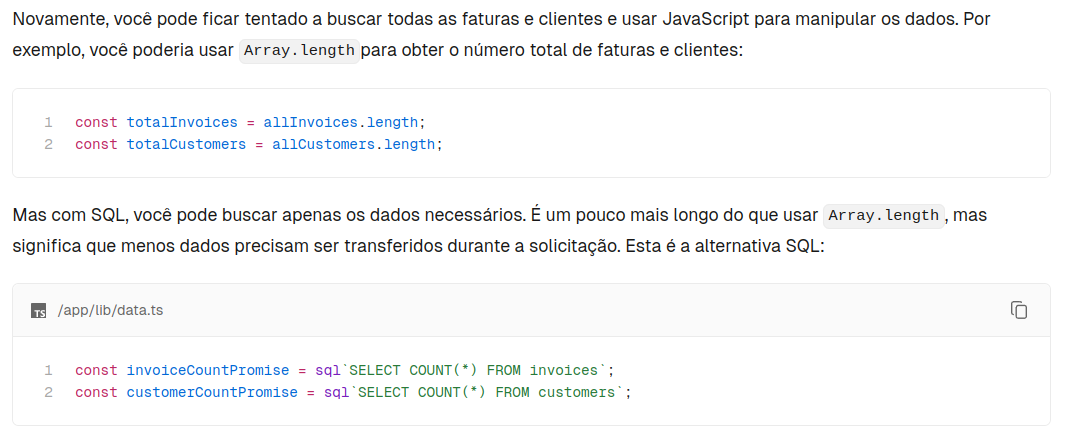 Novamente, você pode ficar tentado a buscar todas as faturas e clientes e usar JavaScript para manipular os dados. Por
exemplo, você poderia usar Array.length para obter o número total de faturas e clientes:
1 const totalInvoices = allInvoices.length;
2 const totalCustomers = allCustomers.length;
Mas com SQL, você pode buscar apenas os dados necessários. É um pouco mais longo do que usar Array.length, mas
significa que menos dados precisam ser transferidos durante a solicitação. Esta é a alternativa SQL:
TS /app/lib/data.ts
1 const invoiceCountPromise = sql`SELECT COUNT(*) FROM invoices`;
2 const customerCountPromise = sql`SELECT COUNT(*) FROM customers`;